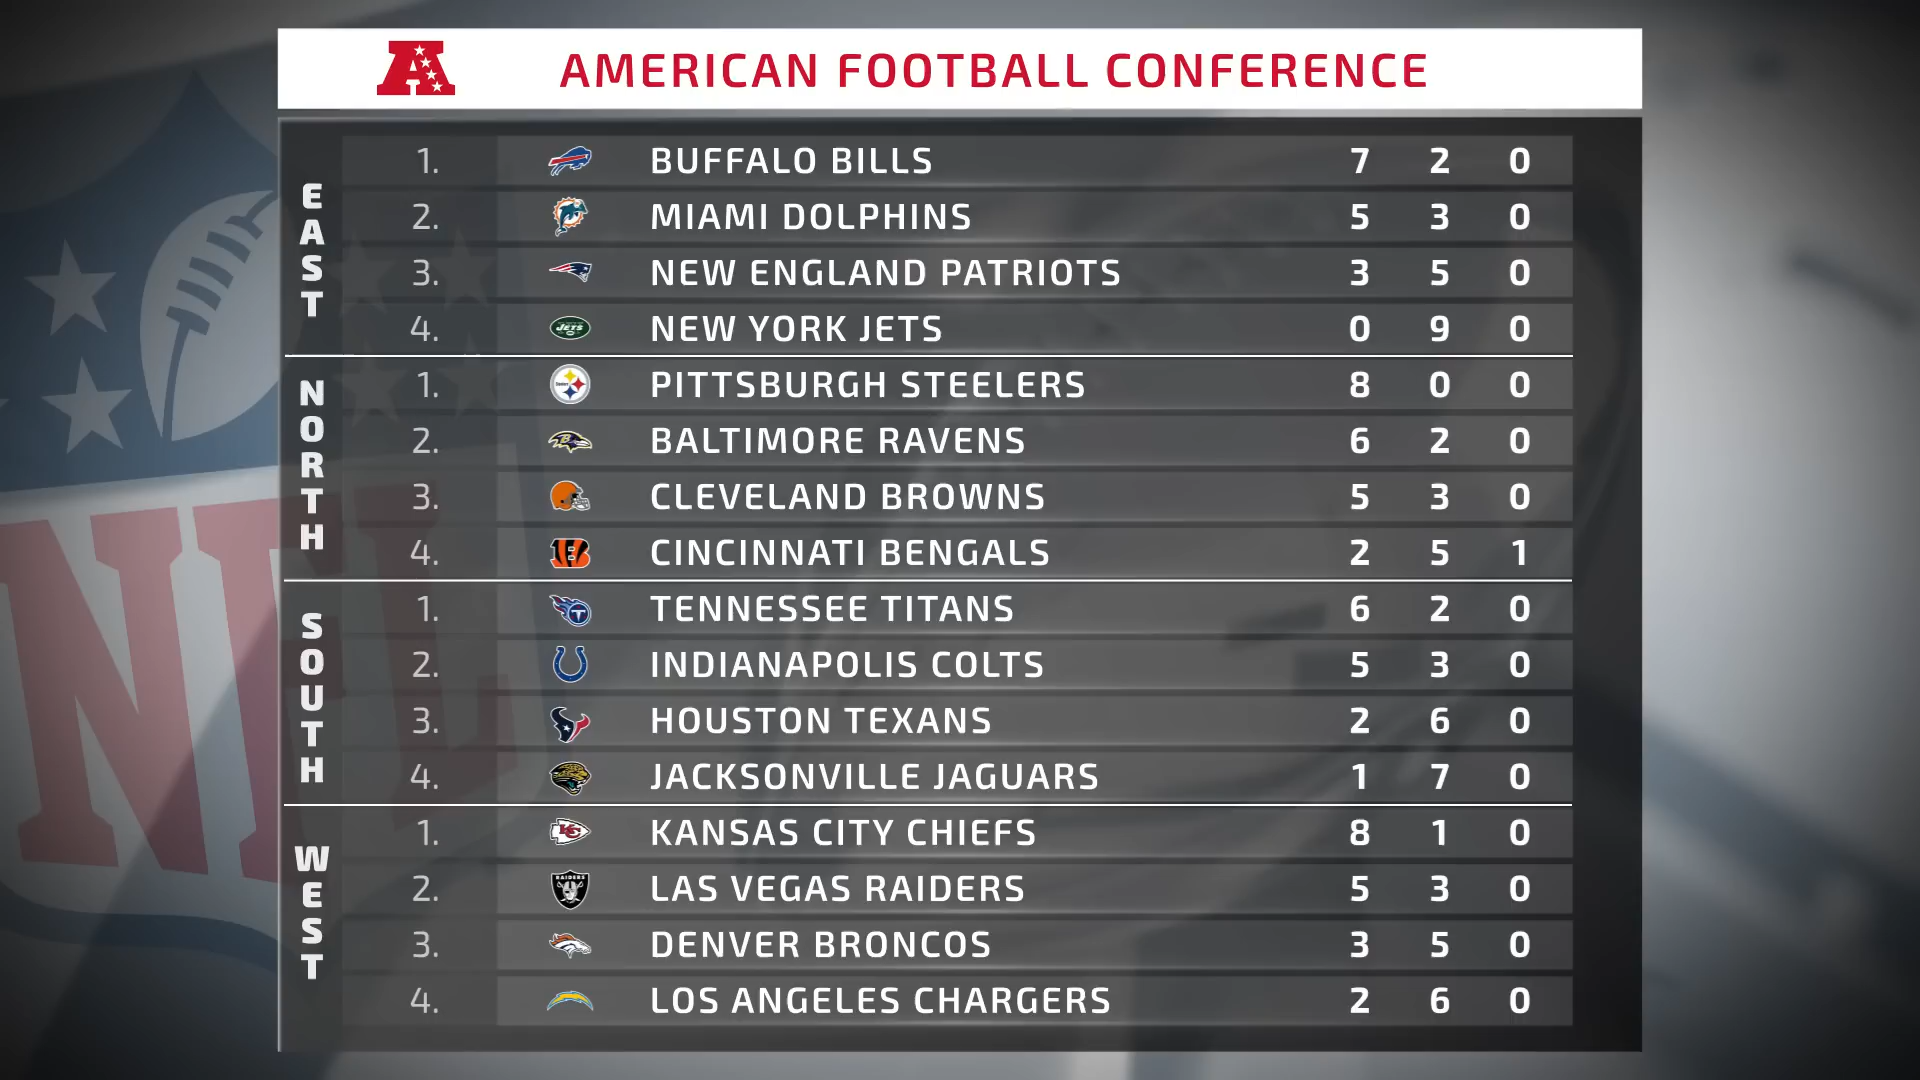 AMERICAN FOOTBALL CONFERENCE
EAST
1. BUFFALO BILLS 7 2 0
2. MIAMI DOLPHINS 5 3 0
3. NEW ENGLAND PATRIOTS 3 5 0
4. JETS NEW YORK JETS 0 9 0
NORTH
1. PITTSBURGH STEELERS 8 0 0
2. BALTIMORE RAVENS 6 2 0
3. CLEVELAND BROWNS 5 3 0
4. CINCINNATI BENGALS 2 5 1
SOUTH
1. TENNESSEE TITANS 6 2 0
2. INDIANAPOLIS COLTS 5 3 0
3. HOUSTON TEXANS 2 6 0
4. JACKSONVILLE JAGUARS 1 7 0
WEST
1. KC KANSAS CITY CHIEFS 8 1 0
2. RAIDERS LAS VEGAS RAIDERS 5 3 0
3. DENVER BRONCOS 3 5 0
4. LOS ANGELES CHARGERS 2 6 0
NFL